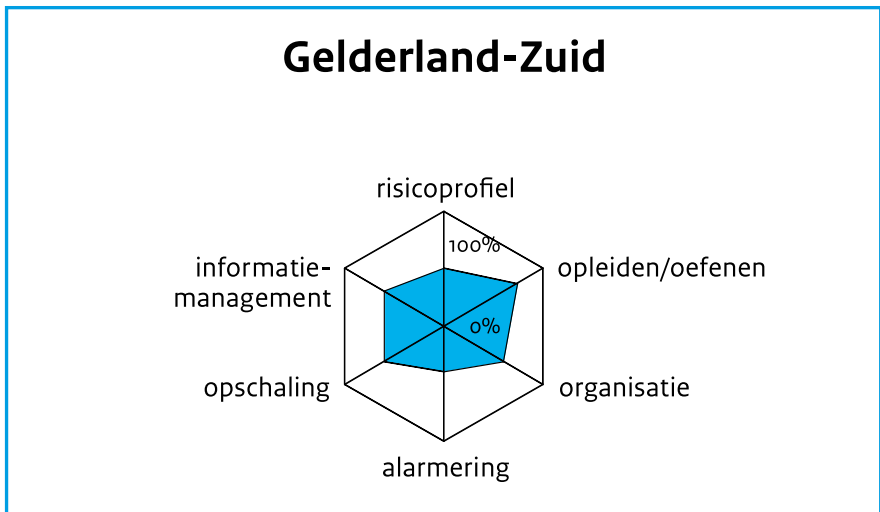 Gelderland-Zuid
risicoprofiel
100%
informatie-
management
opleiden/oefenen
0%
opschaling
organisatie
alarmering